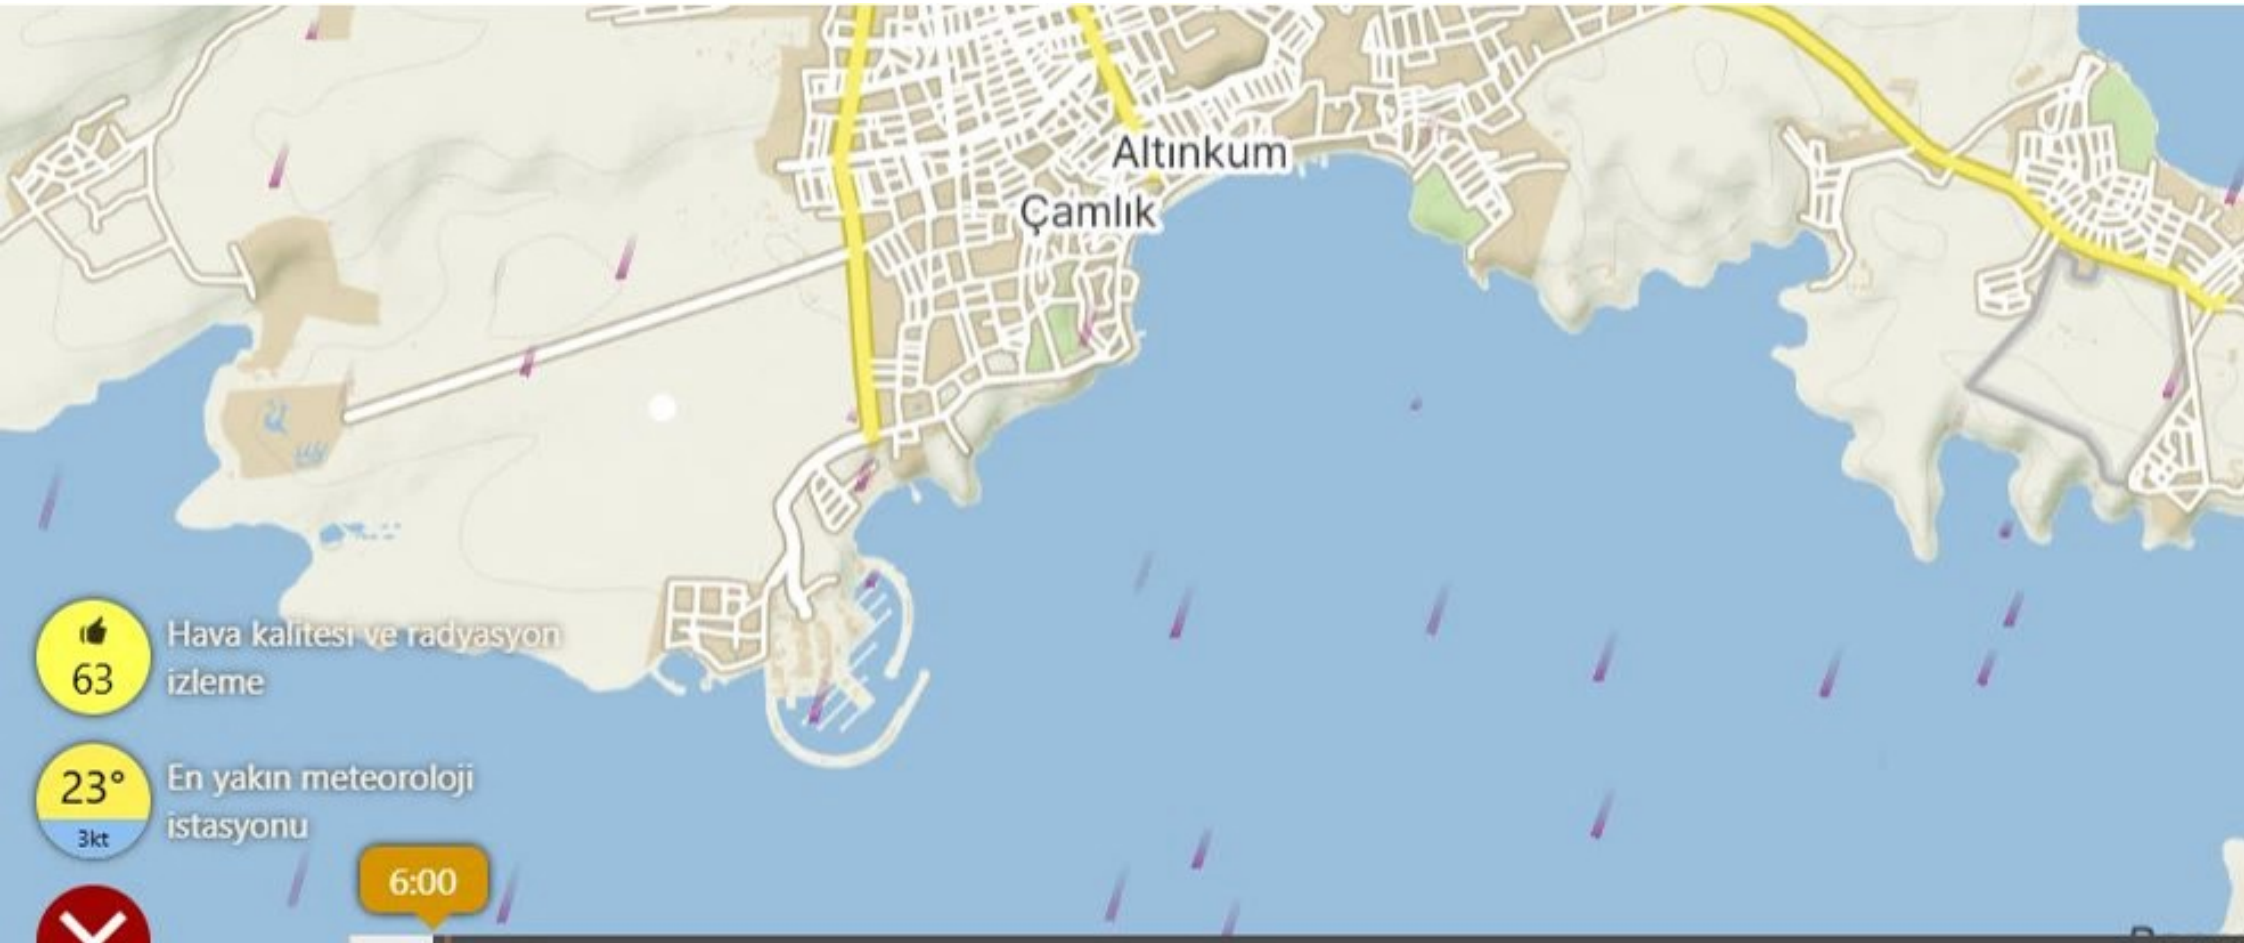 Altınkum
Çamlık
63
Hava kalitesi ve radyasyon
izleme
23°
3kt
En yakın meteoroloji
istasyonu
6:00